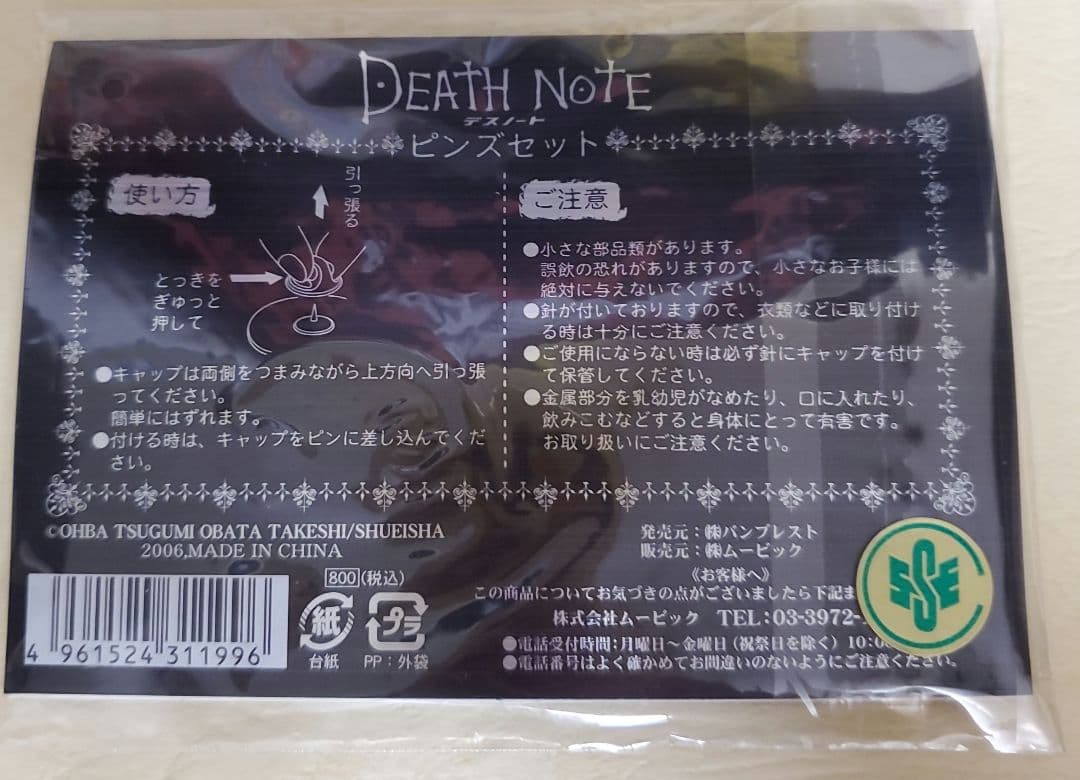 DEATH NOTE
デスノート
ピンズセット
使い方
引っ張る
とっきを
ぎゅっと
押して
●キャップは両側をつまみながら上方向へ引っ張
ってください。
簡単にはずれます。
●付ける時は、キャップをピンに差し込んでくだ
さい。
ご注意
●小さな部品類があります。
誤飲の恐れがありますので、小さなお子様には
絶対に与えないでください。
●針が付いておりますので、衣類などに取り付け
る時は十分にご注意ください。
●ご使用にならない時は必ず針にキャップを付け
て保管してください。
●金属部分を乳幼児がなめたり、口に入れたり、
飲みこむなどすると身体にとって有害です。
お取り扱いにご注意ください。
©OHBA TSUGUMI OBATA TAKESHI/SHUEISHA
2006,MADE IN CHINA
発売元：㈱バンプレスト
販売元：㈱ムービック
800(税込)
紙
台紙
プラ
PP：外袋
4 961524 311996
《お客様へ》
この商品についてお気づきの点がございましたら下記ま
株式会社ムービック TEL:03-3972-
●電話受付時間:月曜日～金曜日(祝祭日を除く) 10:0
●電話番号はよく確かめてお間違いのないようにご注意ください。
SSE